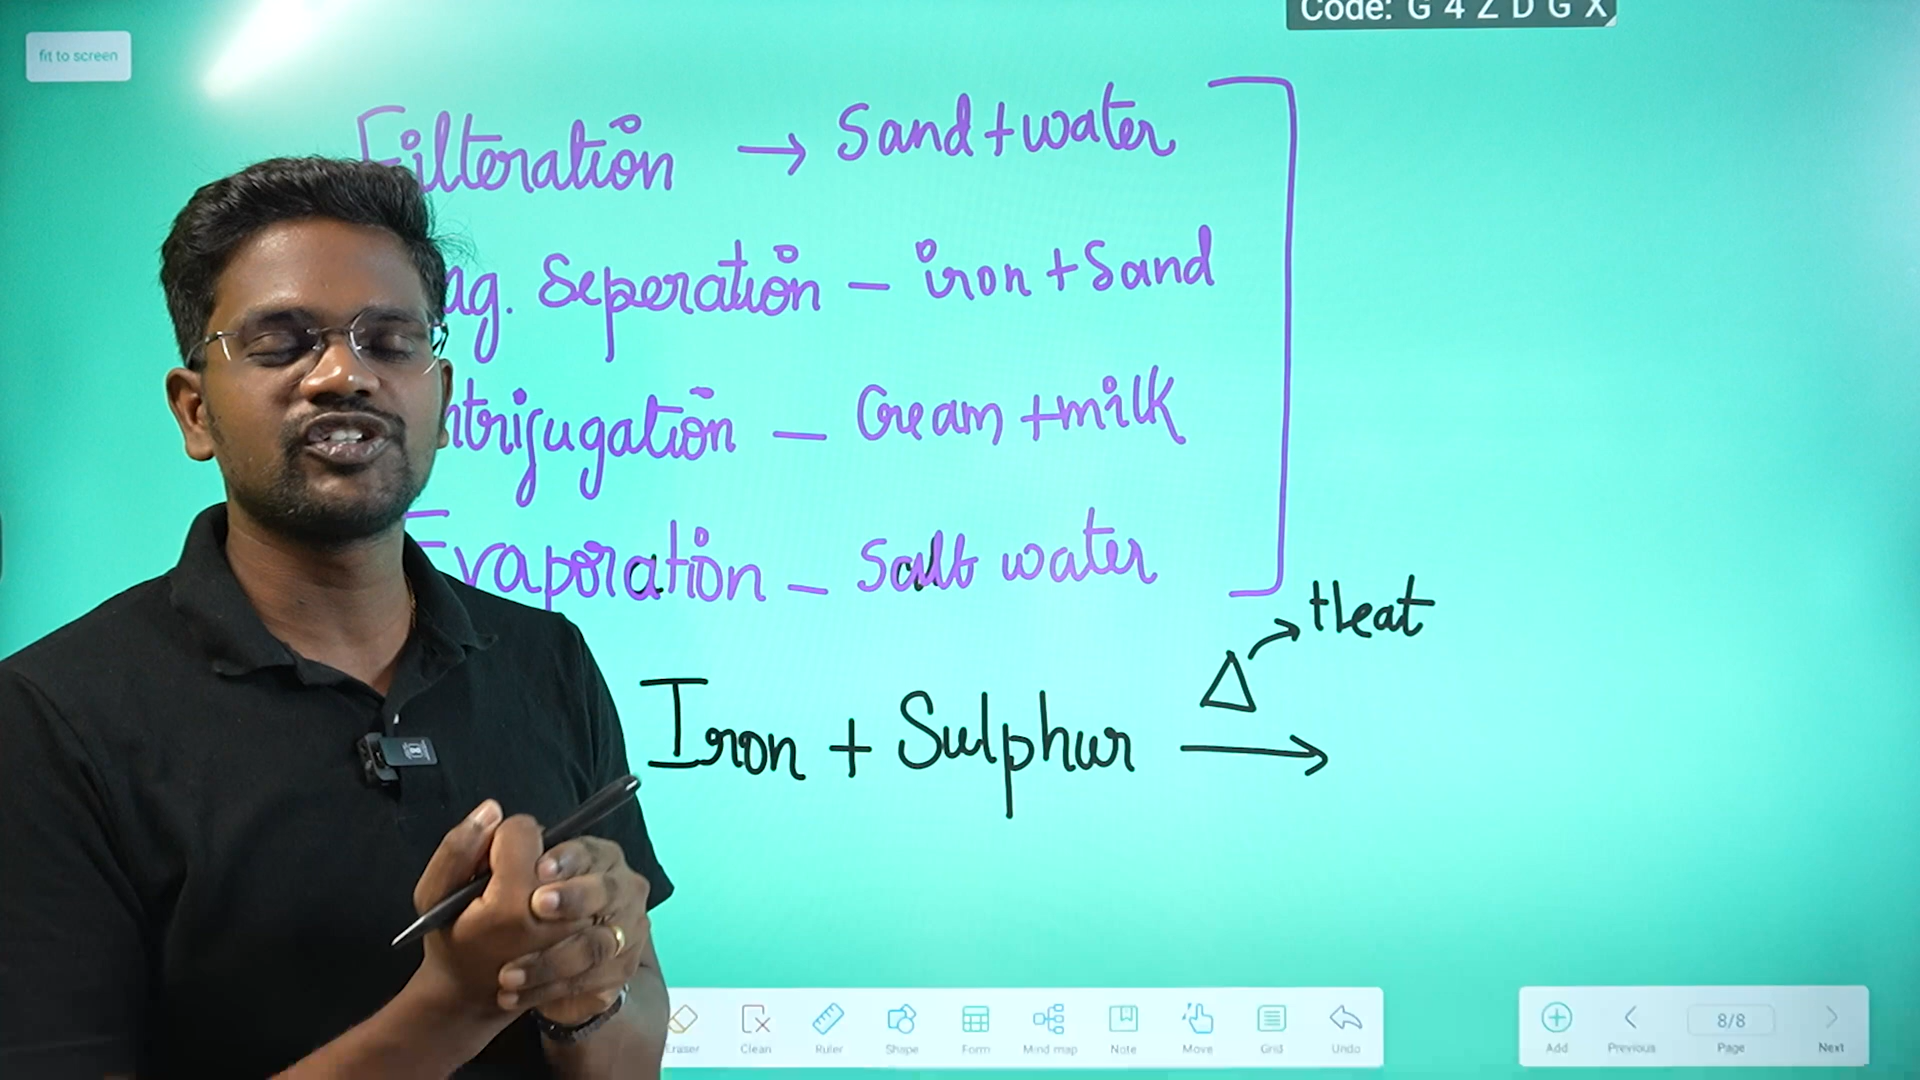 Code: G 4 Z D G X
fit to screen
Filteration → Sand + water
ag. Seperation – iron + Sand
ntrifugation – Cream + milk
Evaporation – Salt water
Heat
Δ
Iron + Sulphur →
Eraser Clean Ruler Shape Form Mind map Note Move Grid Undo
8/8
Add Previous Page Next